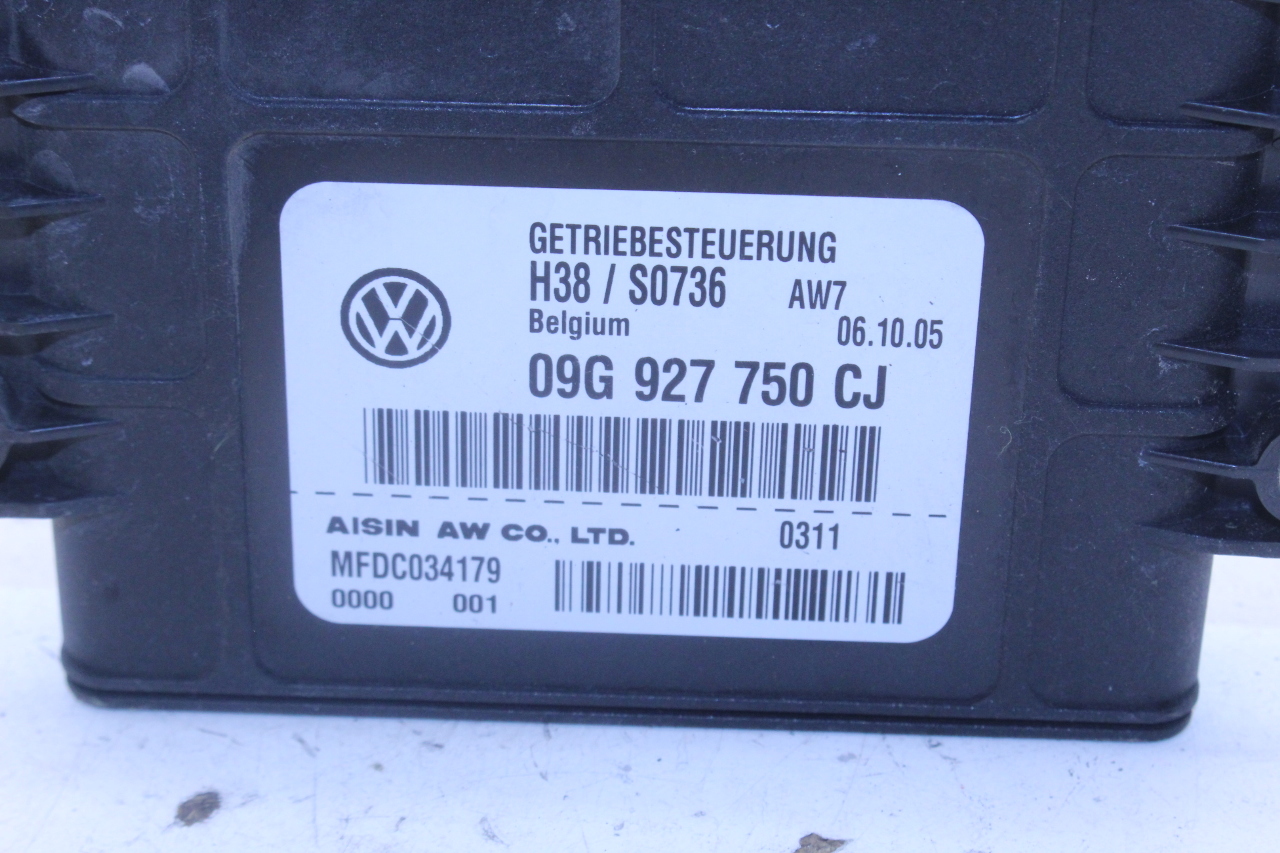 GETRIEBESTEUERUNG
H38 / S0736 AW7
Belgium 06.10.05
09G 927 750 CJ
AISIN AW CO., LTD. 0311
MFDC034179
0000 001